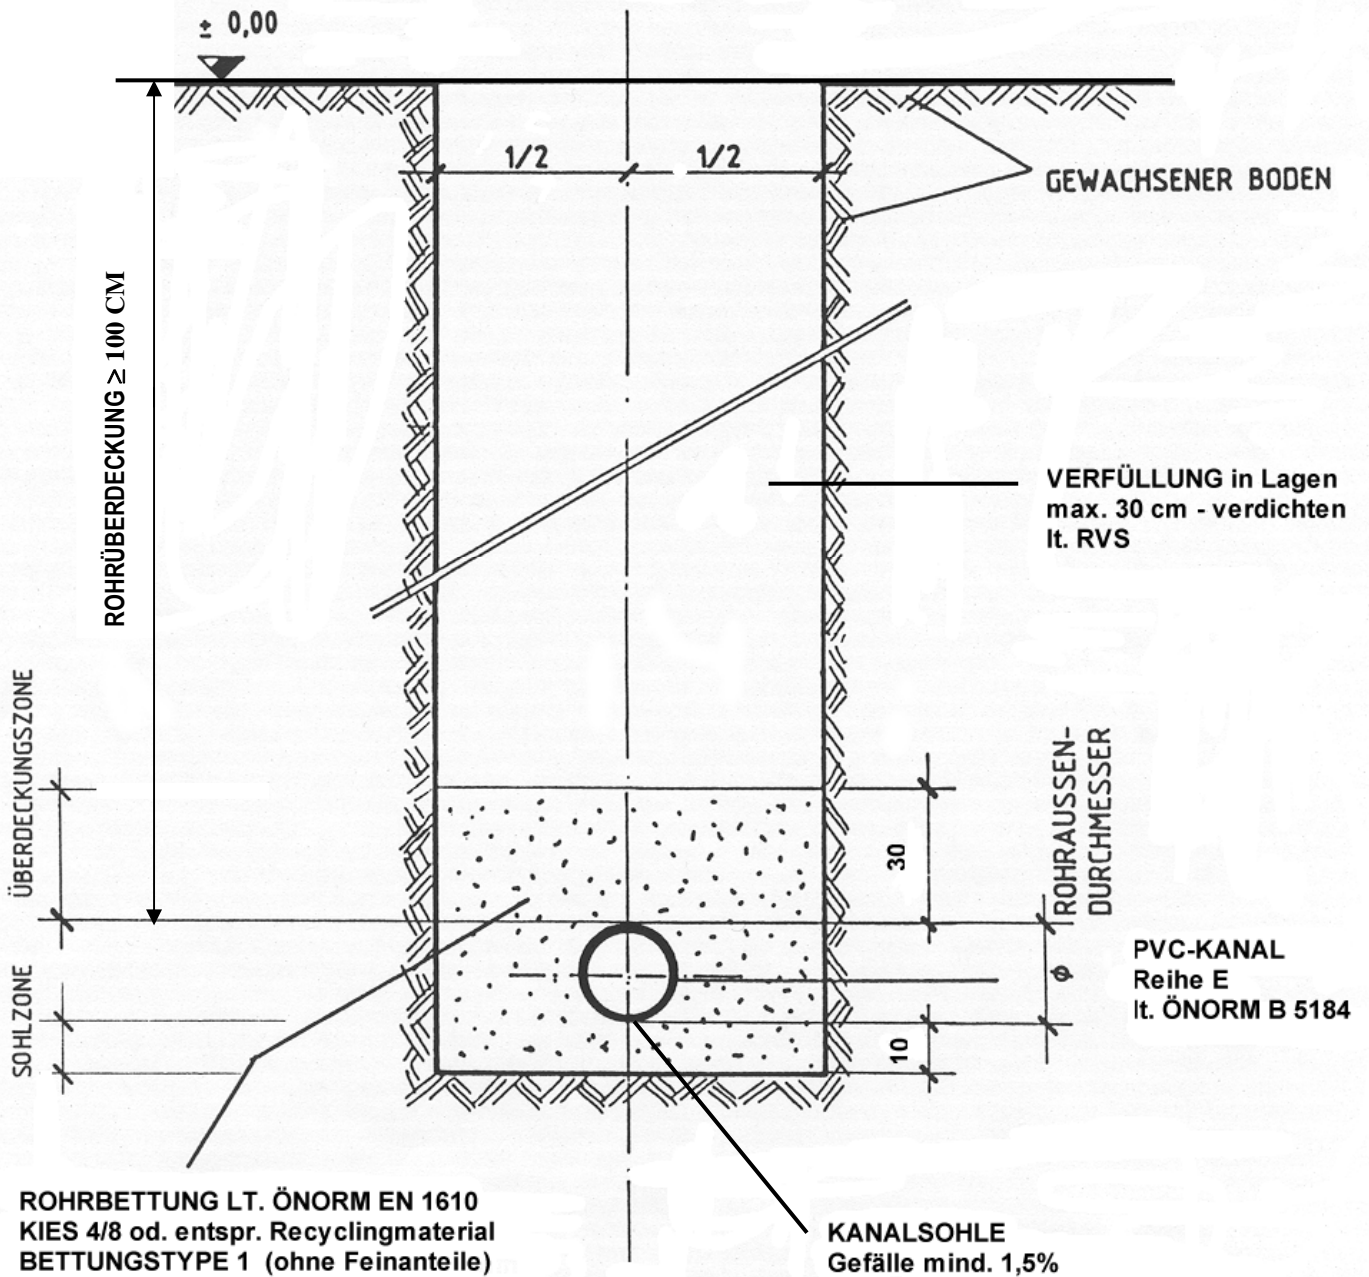 ± 0,00
1/2 1/2
GEWACHSENER BODEN
ROHRÜBERDECKUNG ≥ 100 CM
VERFÜLLUNG in Lagen
max. 30 cm - verdichten
lt. RVS
ÜBERDECKUNGSZONE
30
ROHRAUSSEN-
DURCHMESSER
SOHLZONE
ø
PVC-KANAL
Reihe E
lt. ÖNORM B 5184
10
ROHRBETTUNG LT. ÖNORM EN 1610
KIES 4/8 od. entspr. Recyclingmaterial
BETTUNGSTYPE 1 (ohne Feinanteile)
KANALSOHLE
Gefälle mind. 1,5%